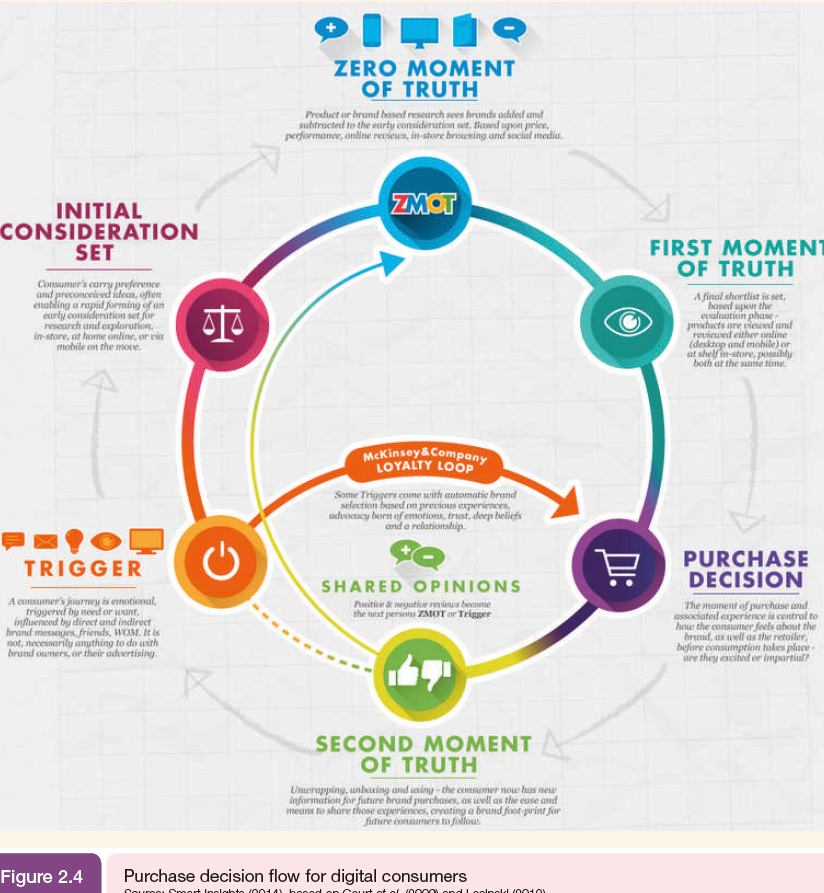 ZERO MOMENT
OF TRUTH
Product or brand based research sees brands added and
subtracted to the early consideration set. Based upon price,
performance, online reviews, in-store browsing and social media.
ZMOT
INITIAL
CONSIDERATION
SET
Consumer's carry preference
and preconceived ideas, often
enabling a rapid forming of an
early consideration set for
research and exploration,
in-store, at home online, or via
mobile on the move.
FIRST MOMENT
OF TRUTH
A final shortlist is set,
based upon the
evaluation phase -
products are viewed and
reviewed either online
(desktop and mobile) or
at shelf in-store, possibly
both at the same time.
McKinsey&Company
LOYALTY LOOP
Some Triggers come with automatic brand
selection based on previous experiences,
advocacy born of emotions, trust, deep beliefs
and a relationship.
SHARED OPINIONS
Positive & negative reviews become
the next persons ZMOT or Trigger
TRIGGER
A consumer's journey is emotional,
triggered by need or want,
influenced by direct and indirect
brand messages, friends, WOM. It is
not, necessarily anything to do with
brand owners, or their advertising.
PURCHASE
DECISION
The moment of purchase and
associated experience is central to
how the consumer feels about the
brand, as well as the retailer,
before consumption takes place -
are they excited or impartial?
SECOND MOMENT
OF TRUTH
Unwrapping, unboxing and using - the consumer now has new
information for future brand purchases, as well as the ease and
means to share those experiences, creating a brand foot-print for
future consumers to follow.
Figure 2.4
Purchase decision flow for digital consumers
Source: Smart Insights (2014), based on Court et al. (2009) and Lecinski (2012)